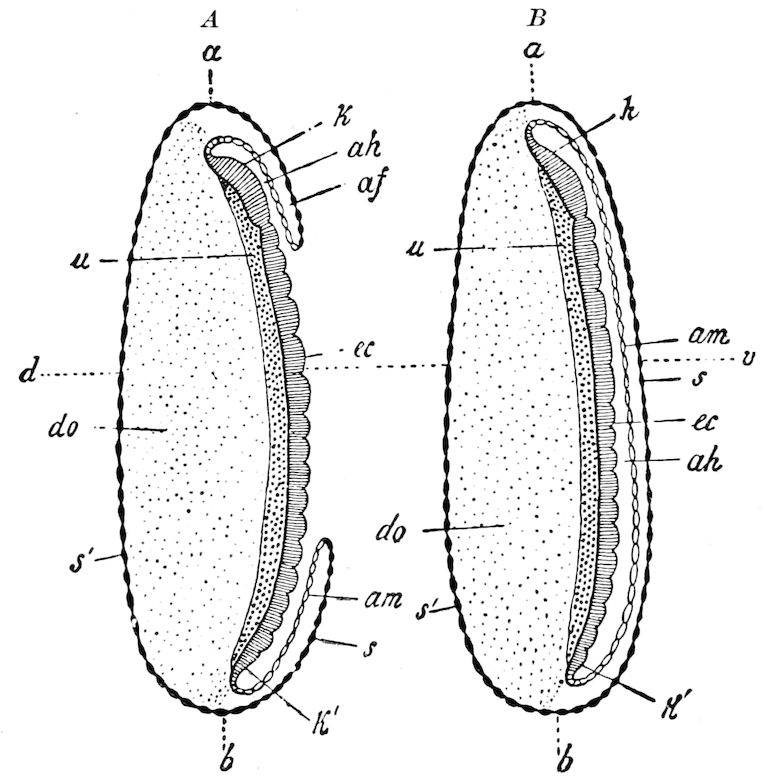 A B
a a
k k
ah
af
u u
am
ec v
d s
do ec
ah
do
s' s'
am
s
k' k'
b b